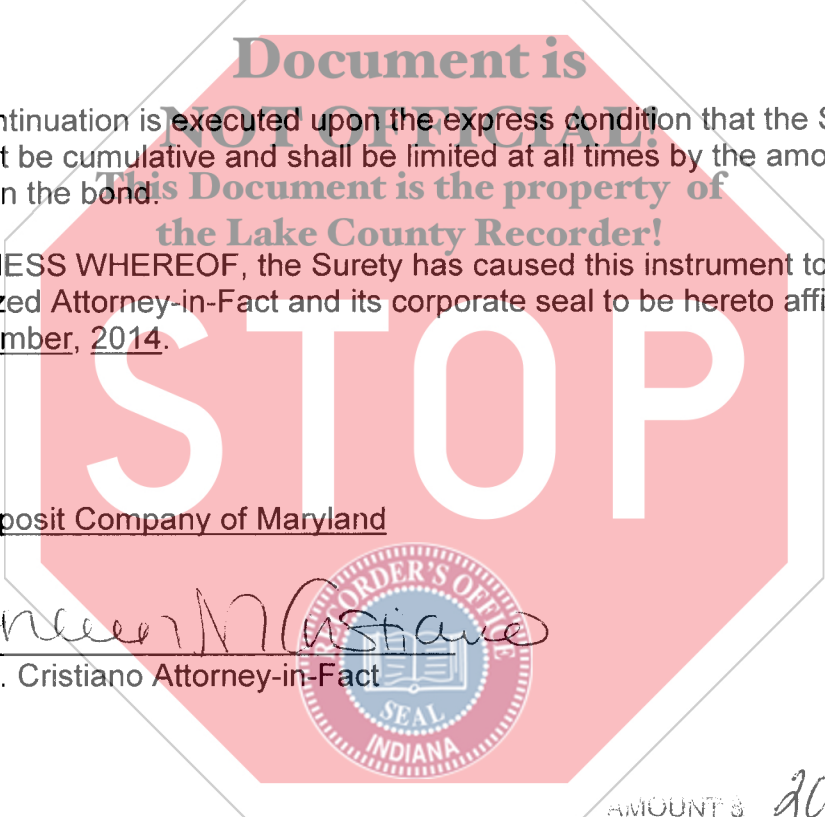 Document is
NOT OFFICIAL!
ntinuation is executed upon the express condition that the S
t be cumulative and shall be limited at all times by the amo
n the bond.
This Document is the property of
the Lake County Recorder!
IESS WHEREOF, the Surety has caused this instrument to
zed Attorney-in-Fact and its corporate seal to be hereto affi
mber, 2014.
STOP
posit Company of Maryland
neen M Cristiano
. Cristiano Attorney-in-Fact
RECORDER'S OFFICE
SEAL
INDIANA
AMOUNT $ 20